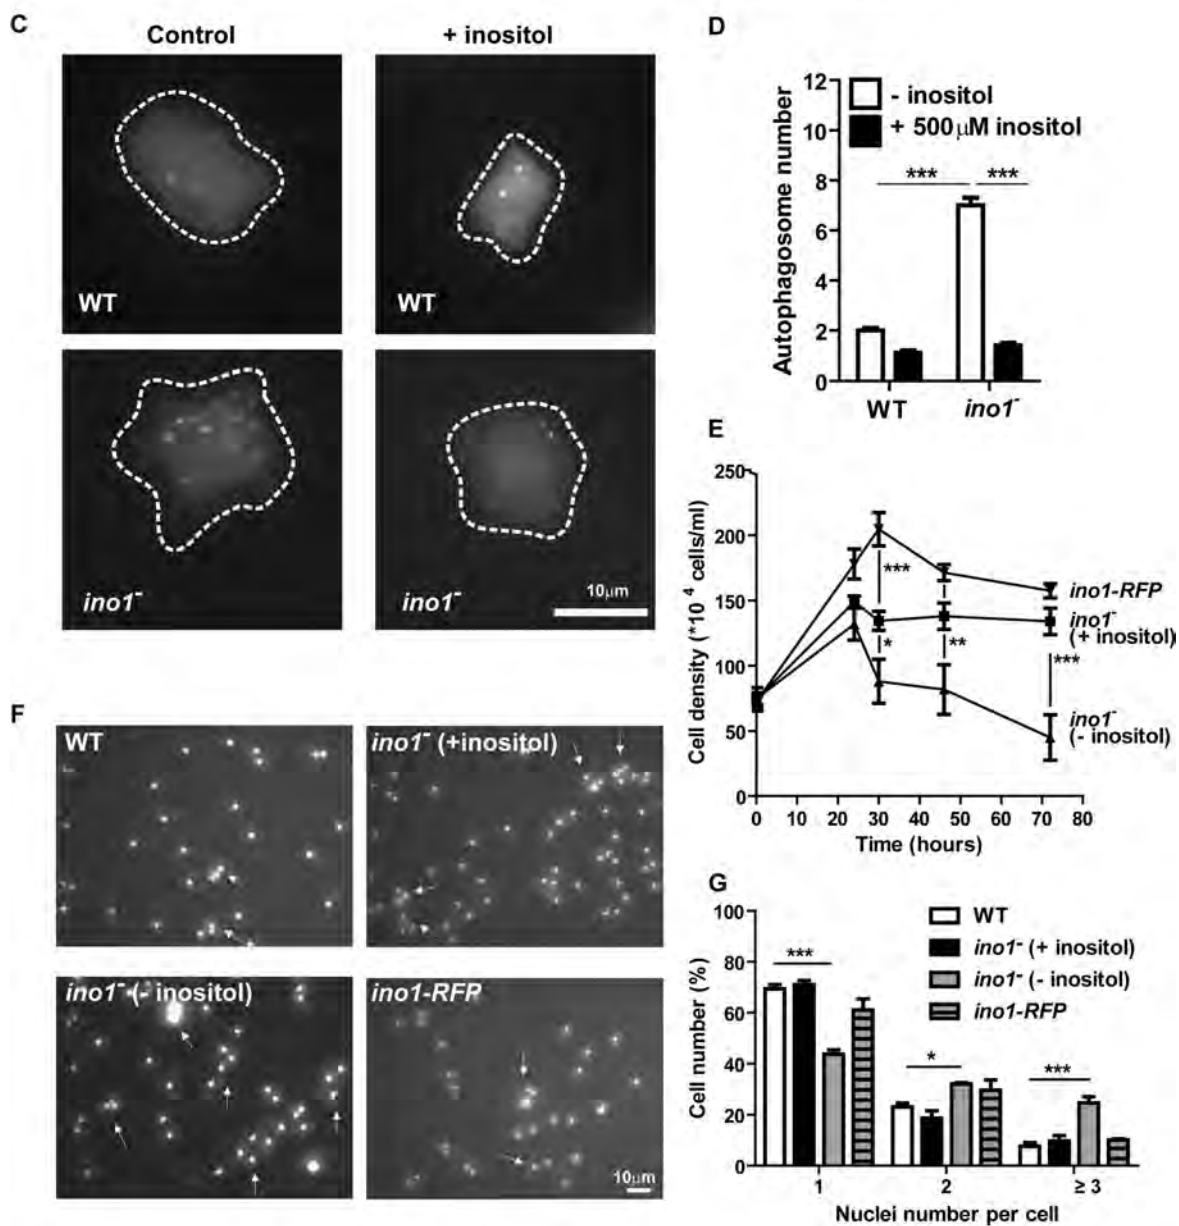 C
Control
+ inositol
WT
WT
ino1-
ino1-
10μm
D
Autophagosome number
12
10
8
6
4
2
0
- inositol
+ 500μM inositol
***
***
WT
ino1-
E
Cell density (*10 4 cells/ml)
250
200
150
100
50
0
***
*
**
***
ino1-RFP
ino1-
(+ inositol)
ino1-
(- inositol)
0 10 20 30 40 50 60 70 80
Time (hours)
F
WT
ino1- (+inositol)
ino1- (- inositol)
ino1-RFP
10μm
G
Cell number (%)
100
80
60
40
20
0
WT
ino1- (+ inositol)
ino1- (- inositol)
ino1-RFP
***
*
***
1
2
≥ 3
Nuclei number per cell